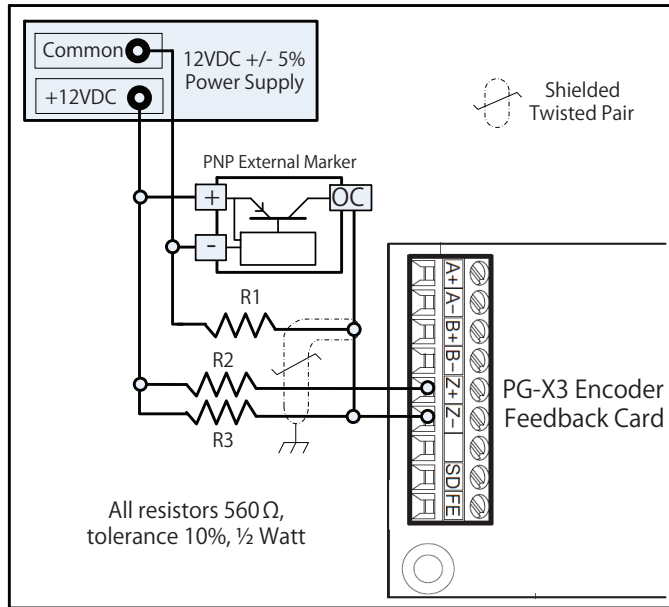 Common
12VDC +/- 5%
Power Supply
+12VDC
Shielded
Twisted Pair
PNP External Marker
+
OC
-
R1
R2
R3
A+
A-
B+
B-
Z+
Z-
SD
FE
PG-X3 Encoder
Feedback Card
All resistors 560Ω,
tolerance 10%, ½ Watt